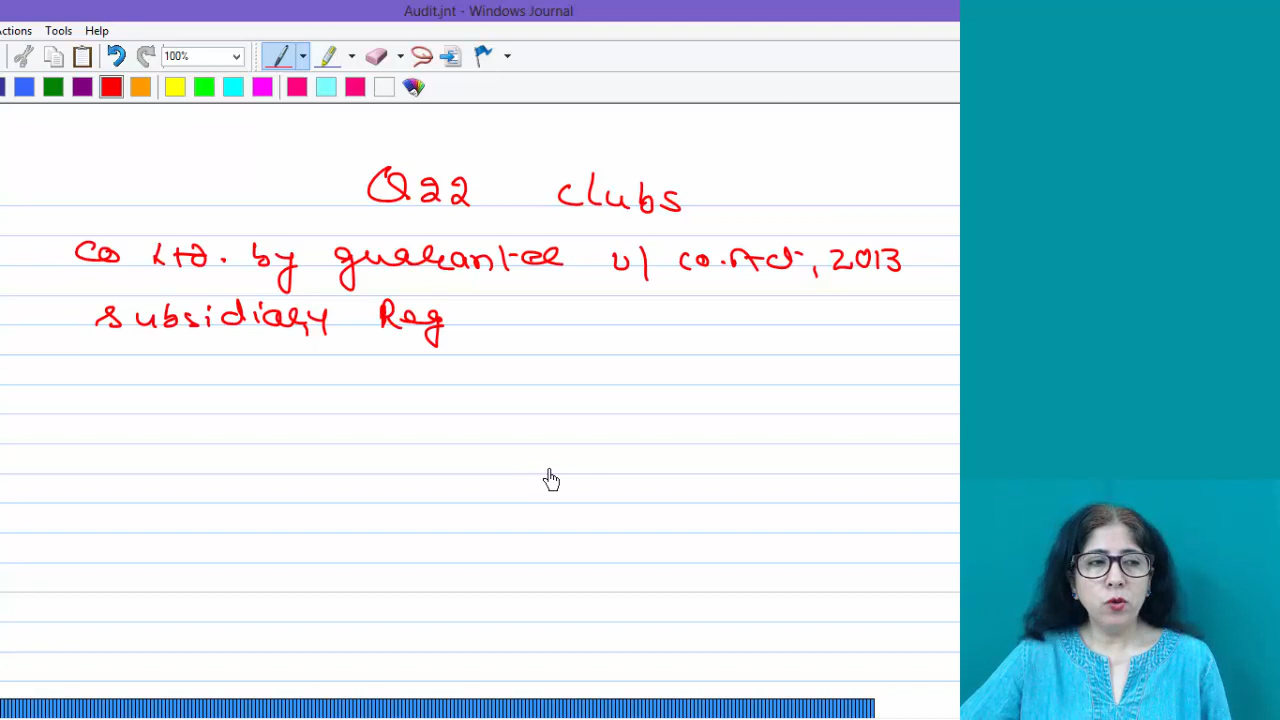 Audit.jnt - Windows Journal
Actions Tools Help
100%
Q22 Clubs
Co Ltd. by guarantee u/ co. Act, 2013
subsidiary Reg